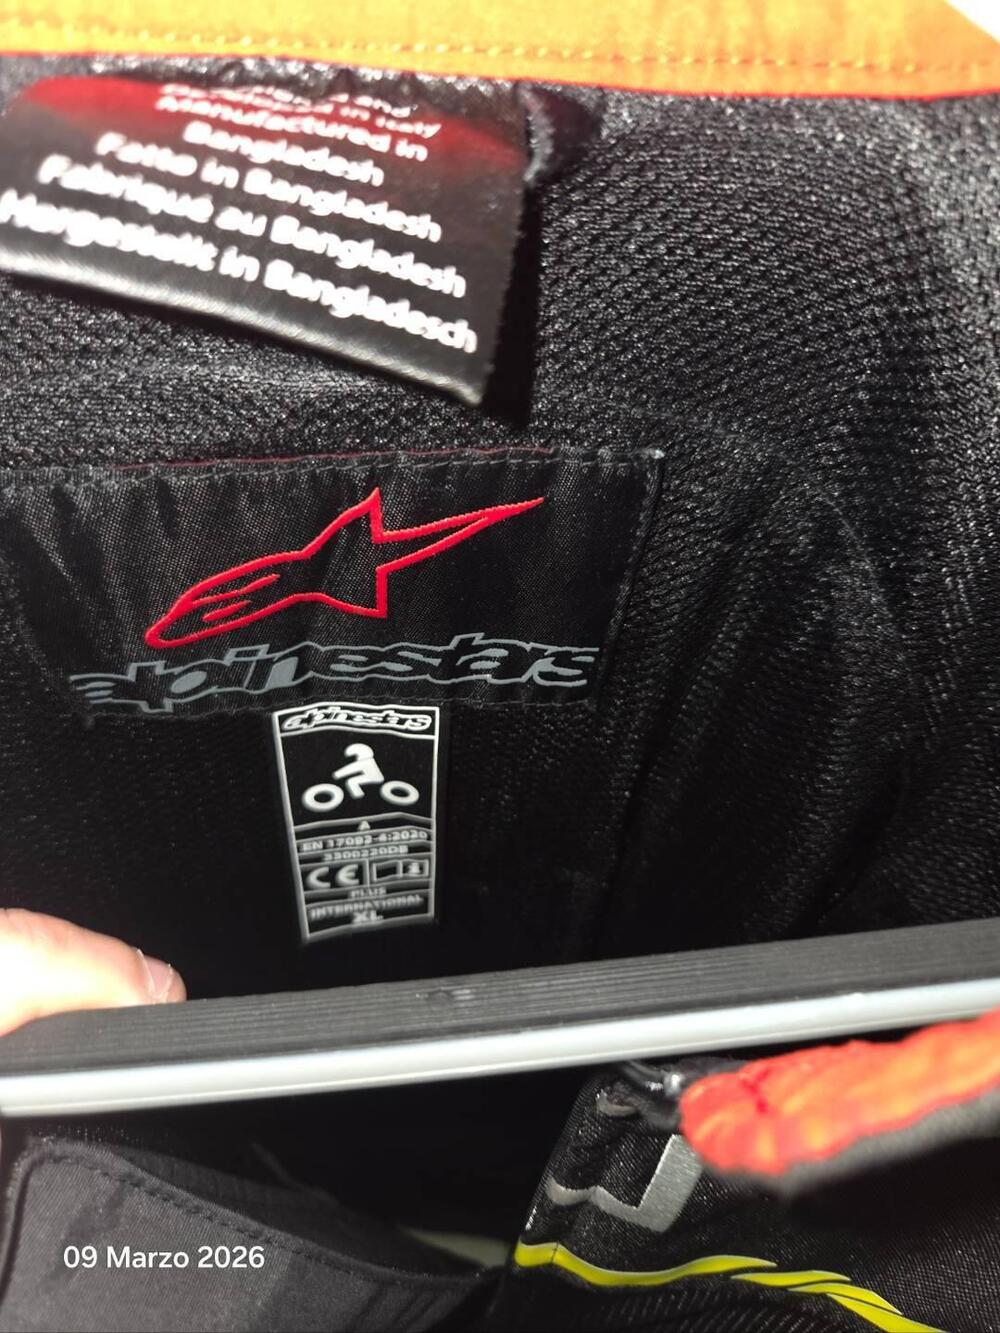 Manufactured in
Bangladesh
Fatto in Bangladesh
Fabriqué au Bangladesh
Hergestellt in Bangladesch
alpinestars
alpinestars
A
EN 17092-4:2020
3300220DB
CE
PLUS
INTERNATIONAL
XL
09 Marzo 2026